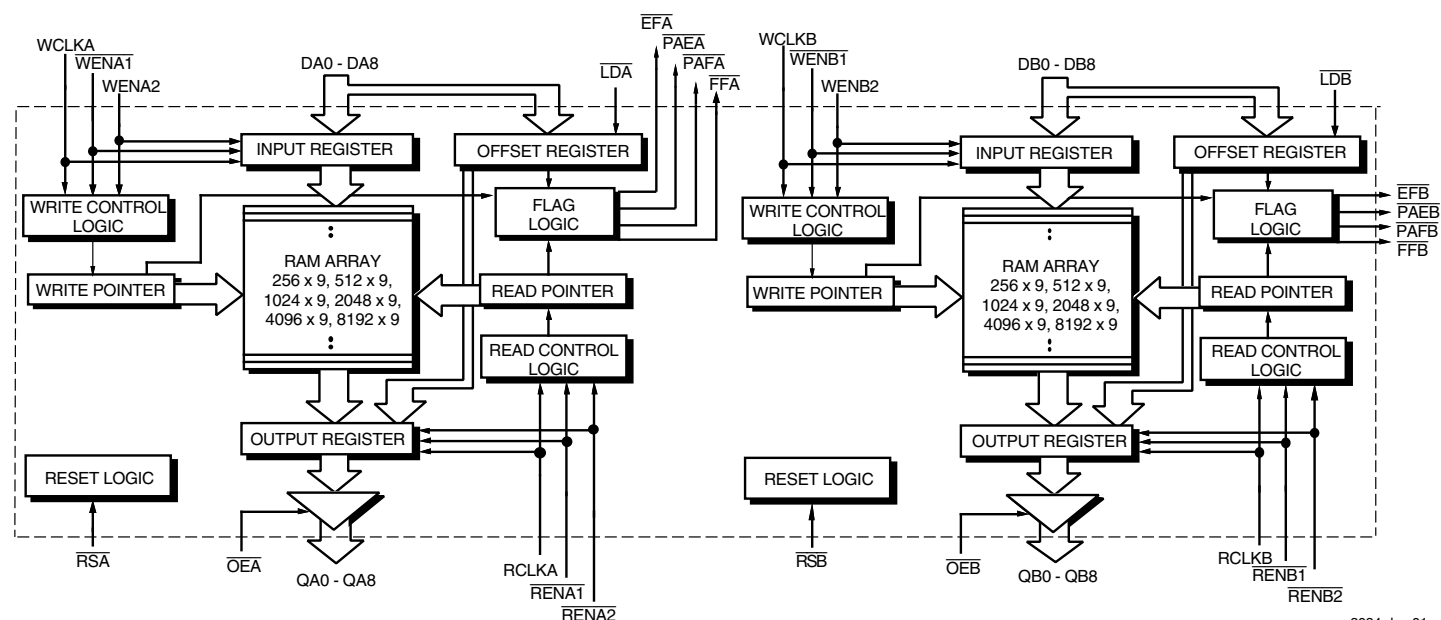 WCLKA
WENA1
WENA2
DA0 - DA8
LDA
EFA
PAEA
PAFA
FFA
INPUT REGISTER
OFFSET REGISTER
WRITE CONTROL
LOGIC
FLAG
LOGIC
WRITE POINTER
RAM ARRAY
256 x 9, 512 x 9,
1024 x 9, 2048 x 9,
4096 x 9, 8192 x 9
READ POINTER
READ CONTROL
LOGIC
OUTPUT REGISTER
RESET LOGIC
RSA
OEA
QA0 - QA8
RCLKA
RENA1
RENA2
WCLKB
WENB1
WENB2
DB0 - DB8
LDB
INPUT REGISTER
OFFSET REGISTER
WRITE CONTROL
LOGIC
FLAG
LOGIC
EFB
PAEB
PAFB
FFB
WRITE POINTER
RAM ARRAY
256 x 9, 512 x 9,
1024 x 9, 2048 x 9,
4096 x 9, 8192 x 9
READ POINTER
READ CONTROL
LOGIC
OUTPUT REGISTER
RESET LOGIC
RSB
OEB
QB0 - QB8
RCLKB
RENB1
RENB2